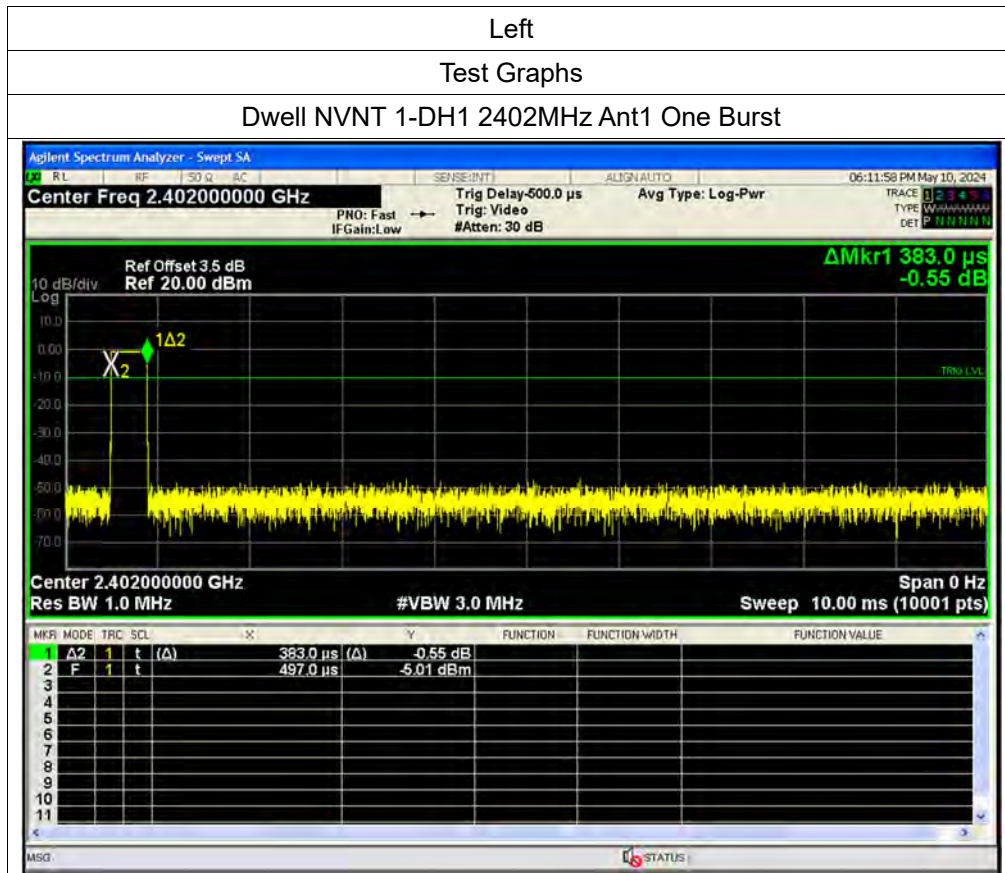 Left
Test Graphs
Dwell NVNT 1-DH1 2402MHz Ant1 One Burst
Agilent Spectrum Analyzer - Swept SA
RL RF 50 Ω AC SENSE:INT ALIGN AUTO 06:11:58 PM May 10, 2024
Center Freq 2.402000000 GHz Trig Delay-500.0 µs Avg Type: Log-Pwr TRACE 1 2 3 4 5 6
PNO: Fast Trig: Video TYPE
IFGain:Low #Atten: 30 dB DET P N N N N N
ΔMkr1 383.0 µs
Ref Offset 3.5 dB -0.55 dB
10 dB/div Ref 20.00 dBm
Log
10.0
0.00 1Δ2
X2
-10.0 TRIG LVL
-20.0
-30.0
-40.0
-50.0
-60.0
-70.0
Center 2.402000000 GHz Span 0 Hz
Res BW 1.0 MHz #VBW 3.0 MHz Sweep 10.00 ms (10001 pts)
MKR MODE TRC SCL X Y FUNCTION FUNCTION WIDTH FUNCTION VALUE
1 Δ2 1 t (Δ) 383.0 µs (Δ) -0.55 dB
2 F 1 t 497.0 µs -5.01 dBm
3
4
5
6
7
8
9
10
11
MSG STATUS